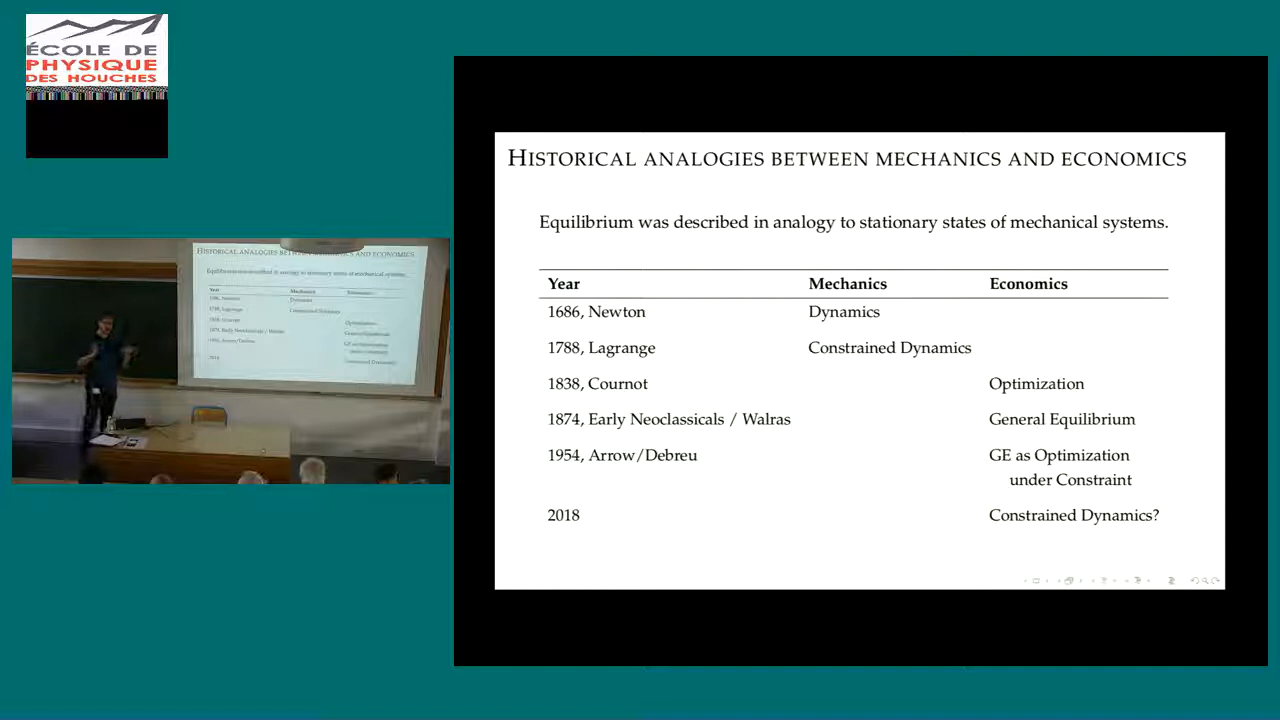 ÉCOLE DE
PHYSIQUE
DES HOUCHES
HISTORICAL ANALOGIES BETWEEN MECHANICS AND ECONOMICS
Equilibrium was described in analogy to stationary states of mechanical systems.
Year Mechanics Economics
1686, Newton Dynamics
1788, Lagrange Constrained Dynamics
1838, Cournot Optimization
1874, Early Neoclassicals / Walras General Equilibrium
1954, Arrow/Debreu GE as Optimization
under Constraint
2018 Constrained Dynamics?